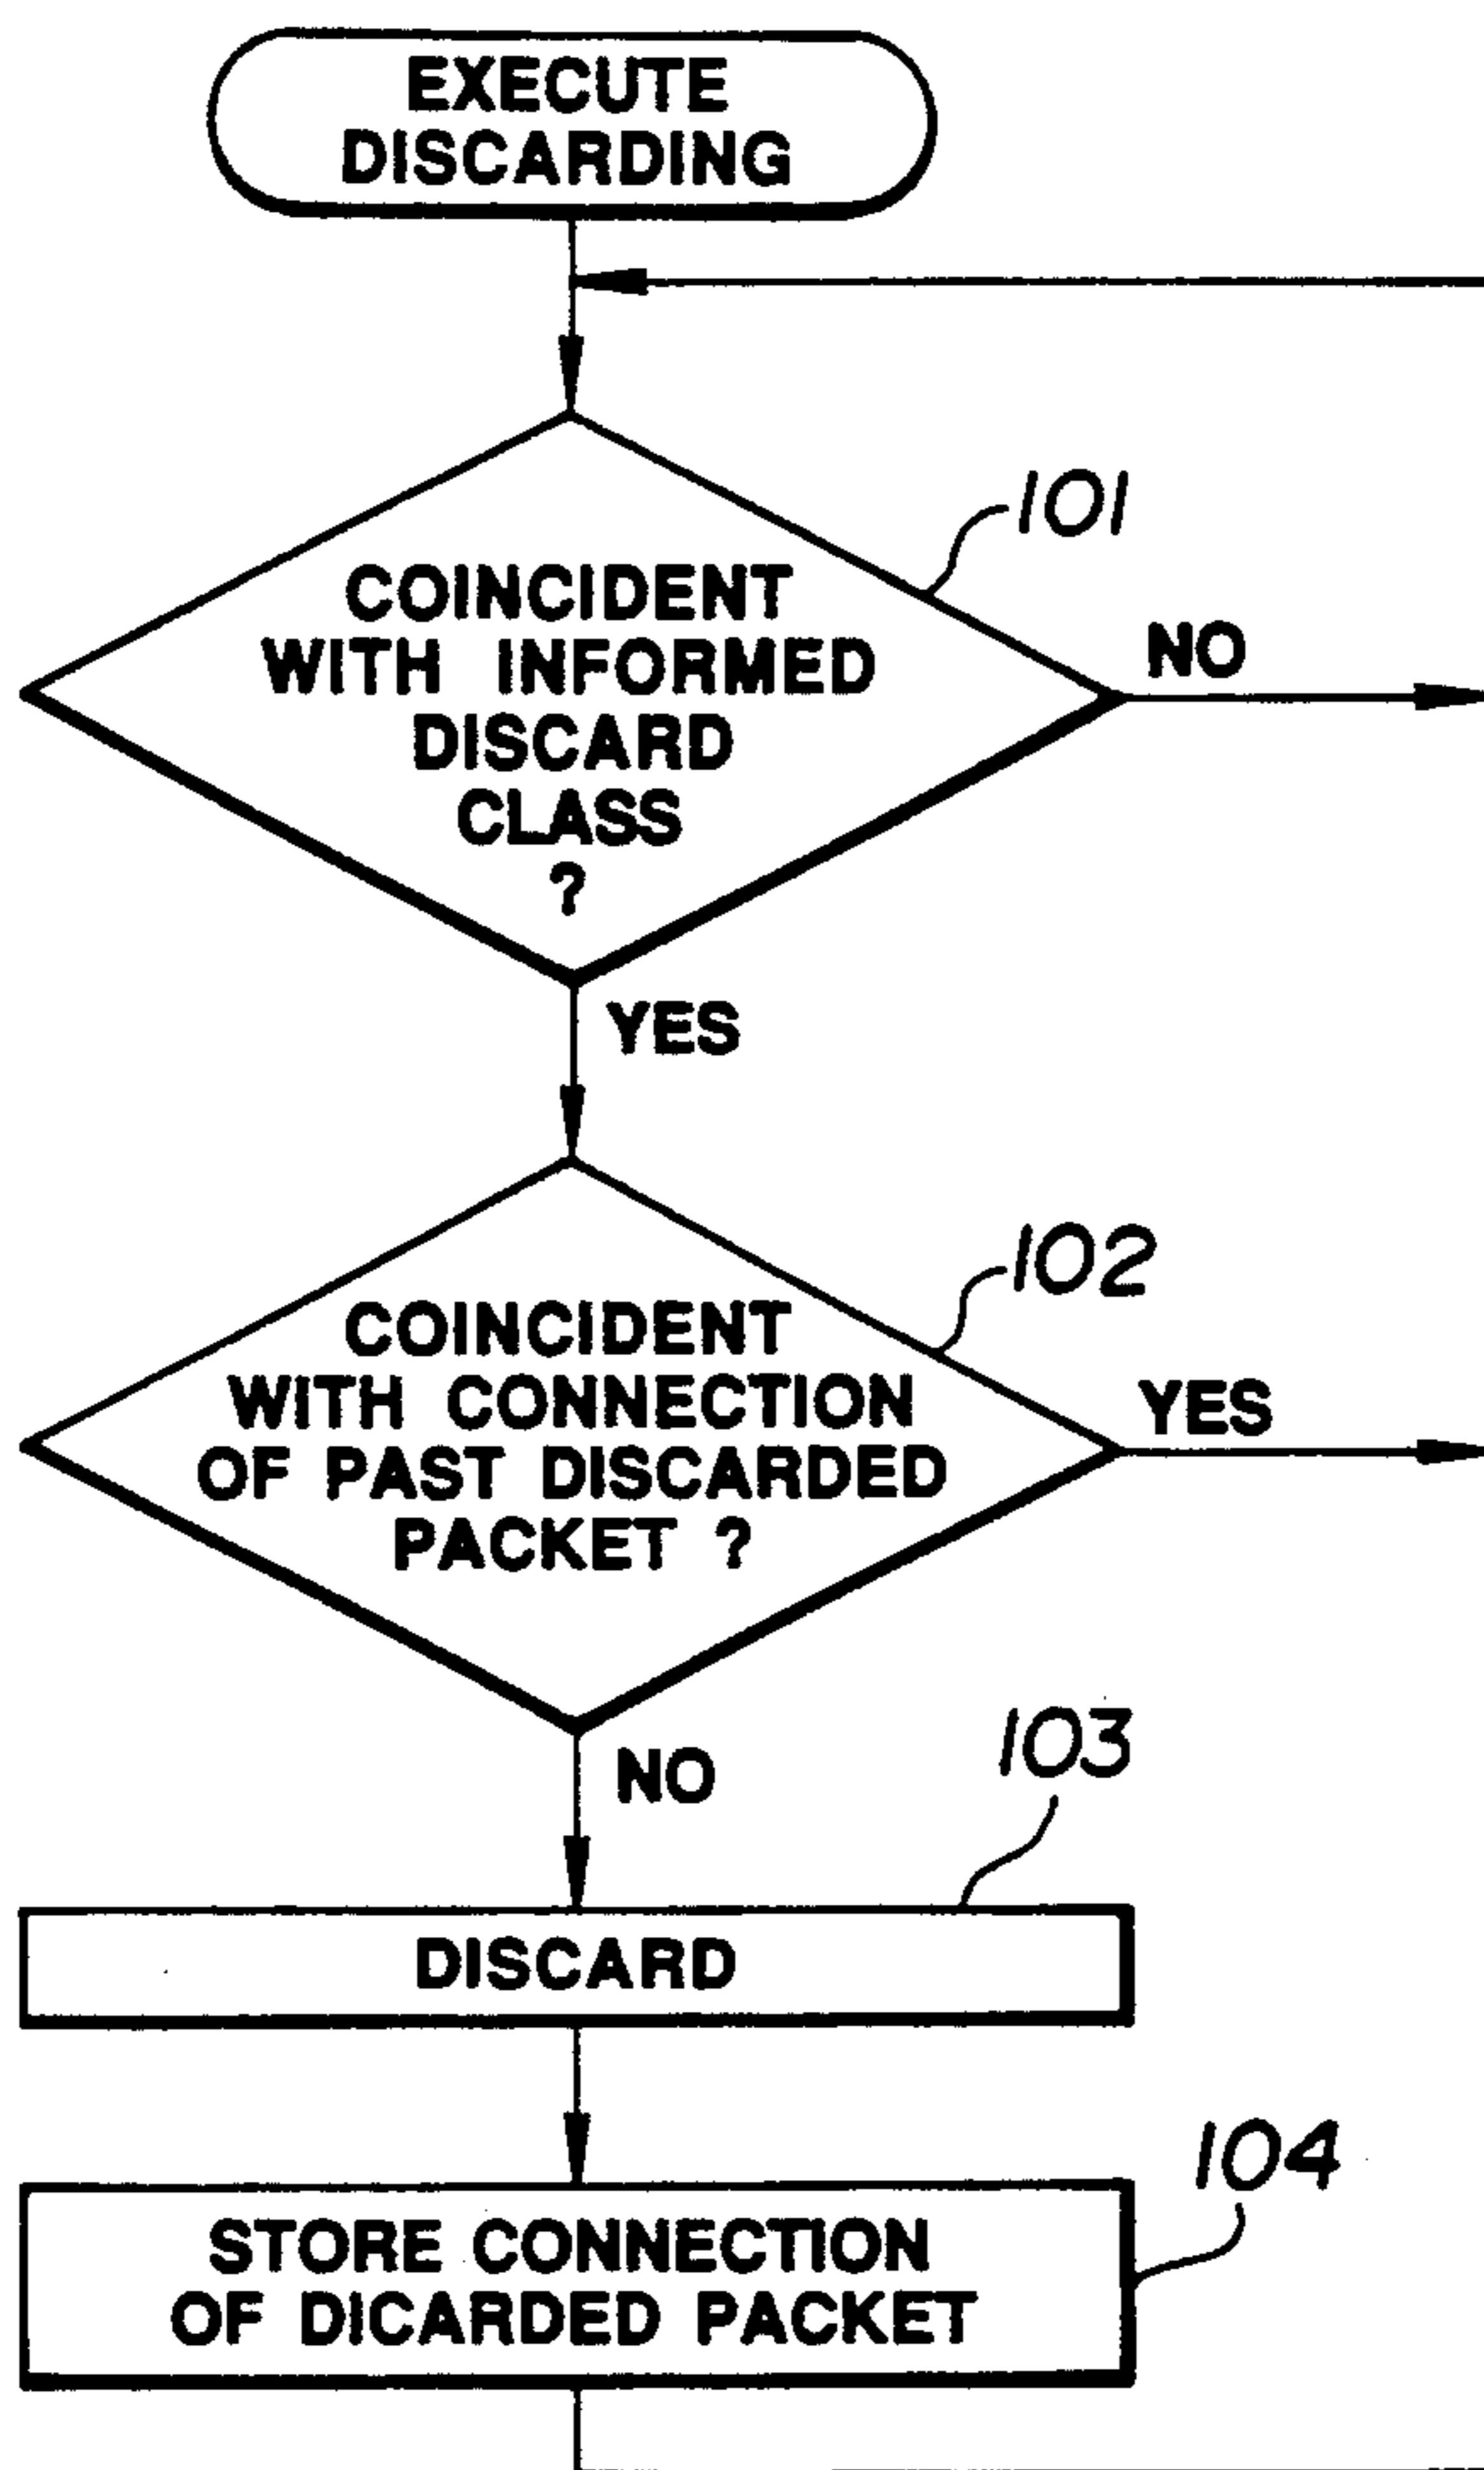 EXECUTE
DISCARDING
101
COINCIDENT
WITH INFORMED
DISCARD
CLASS
?
NO
YES
102
COINCIDENT
WITH CONNECTION
OF PAST DISCARDED
PACKET ?
YES
NO
103
DISCARD
104
STORE CONNECTION
OF DICARDED PACKET